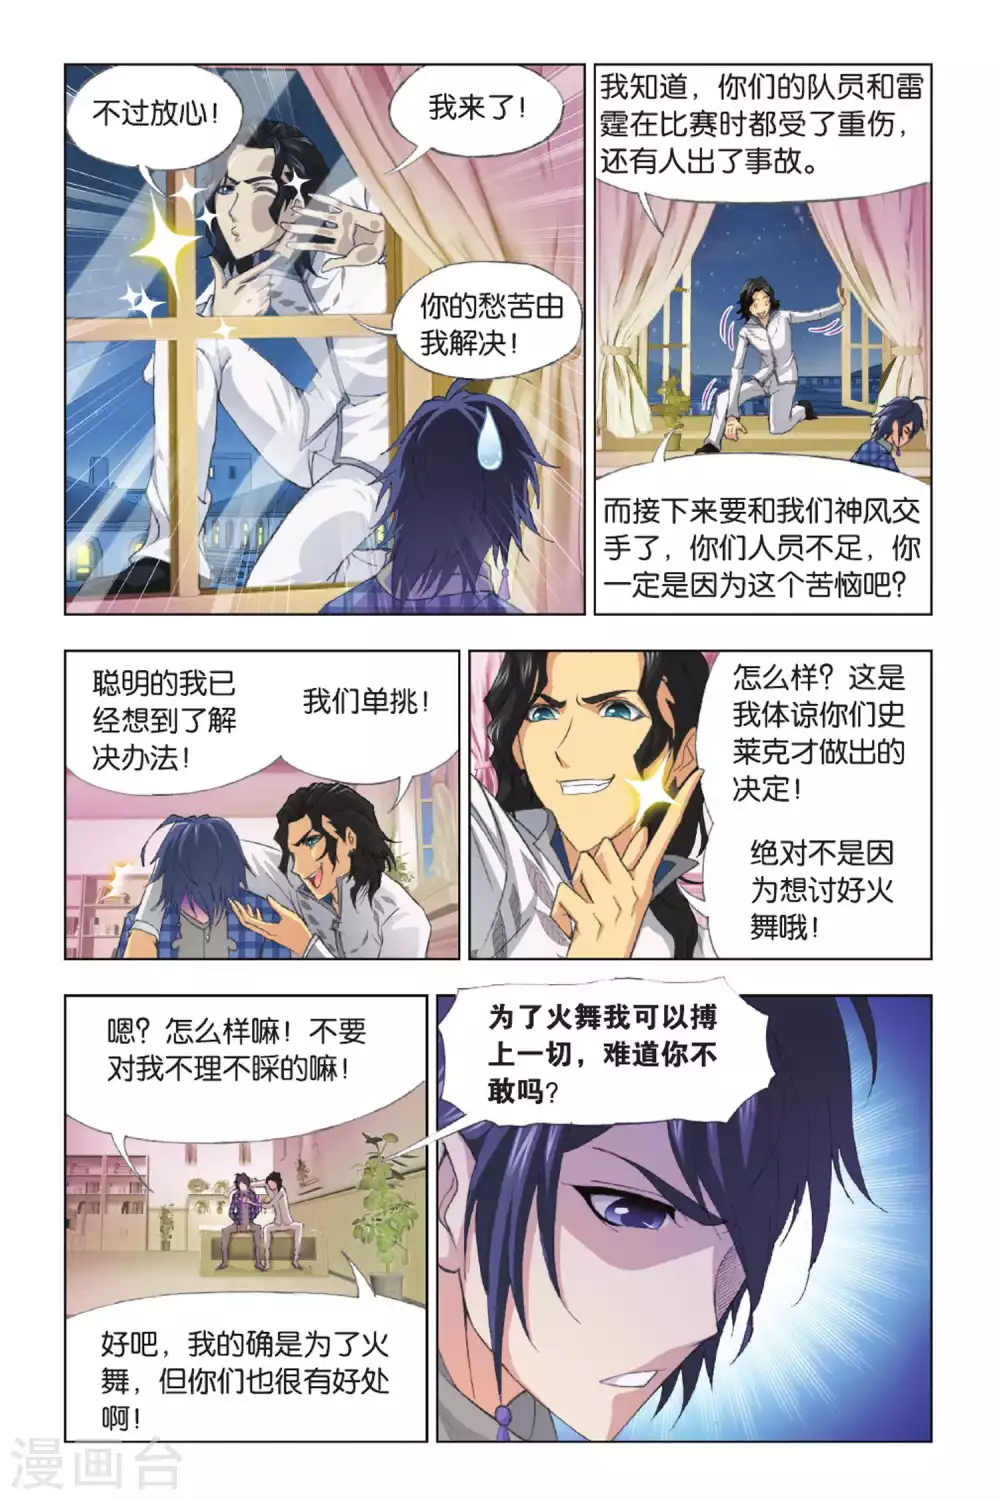 不过放心！
我来了！
你的愁苦由
我解决！
我知道，你们的队员和雷
霆在比赛时都受了重伤，
还有人出了事故。
而接下来要和我们神风交
手了，你们人员不足，你
一定是因为这个苦恼吧？
聪明的我已
经想到了解
决办法！
我们单挑！
怎么样？这是
我体谅你们史
莱克才做出的
决定！
绝对不是因
为想讨好火
舞哦！
嗯？怎么样嘛！不要
对我不理不睬的嘛！
好吧，我的确是为了火
舞，但你们也很有好处
啊！
为了火舞我可以搏
上一切，难道你不
敢吗？
漫画台